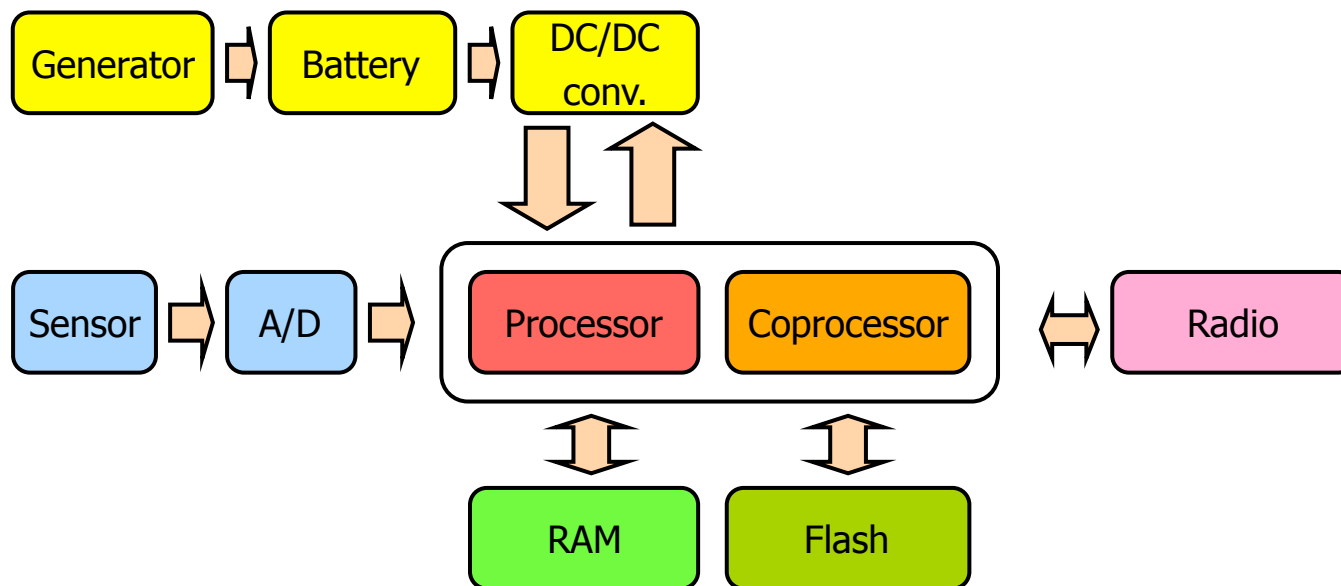 Generator
Battery
DC/DC
conv.
Sensor
A/D
Processor
Coprocessor
Radio
RAM
Flash